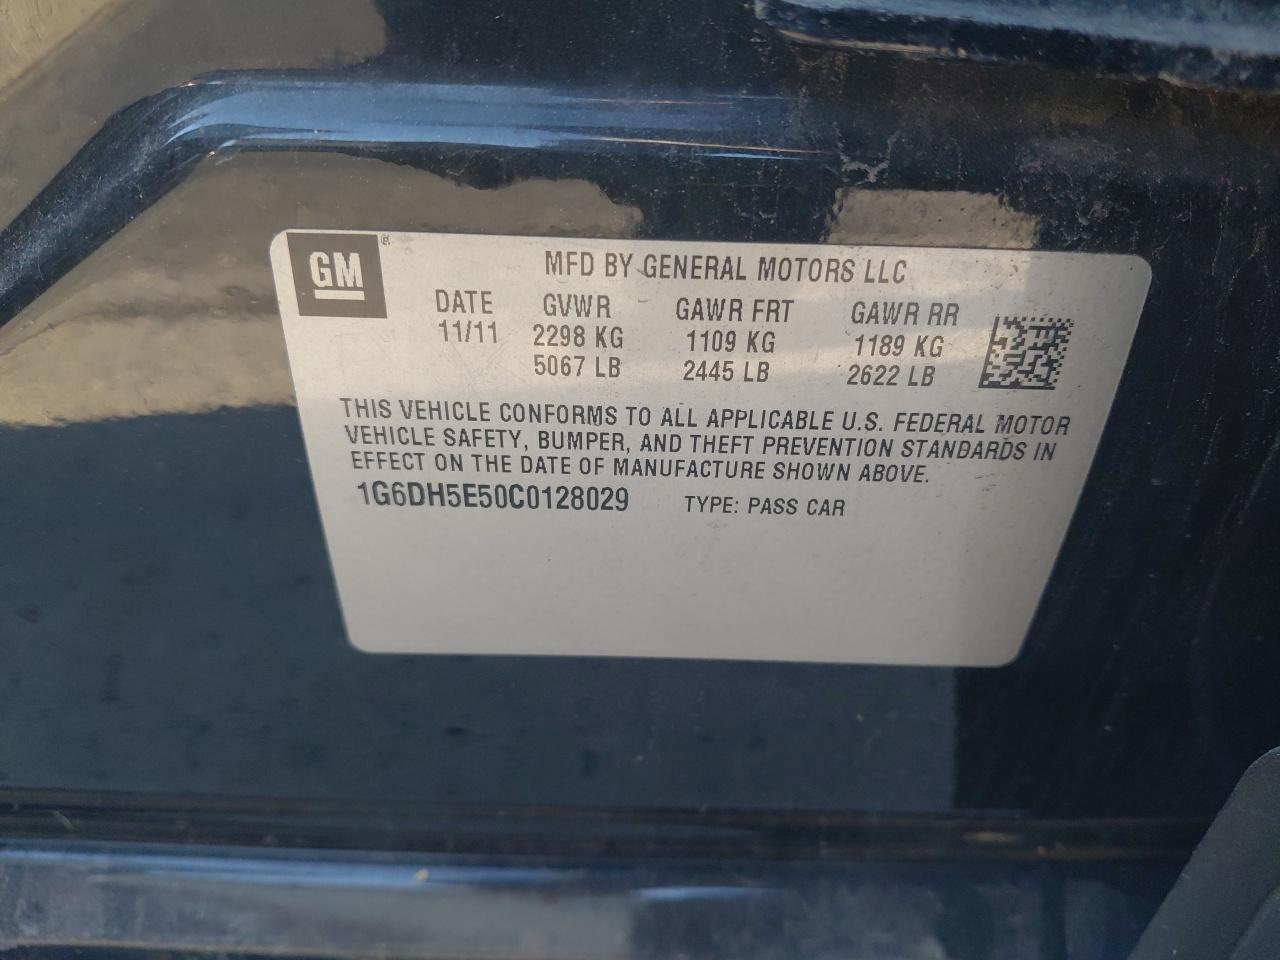 GM
MFD BY GENERAL MOTORS LLC
DATE GVWR GAWR FRT GAWR RR
11/11 2298 KG 1109 KG 1189 KG
5067 LB 2445 LB 2622 LB
THIS VEHICLE CONFORMS TO ALL APPLICABLE U.S. FEDERAL MOTOR
VEHICLE SAFETY, BUMPER, AND THEFT PREVENTION STANDARDS IN
EFFECT ON THE DATE OF MANUFACTURE SHOWN ABOVE.
1G6DH5E50C0128029 TYPE: PASS CAR